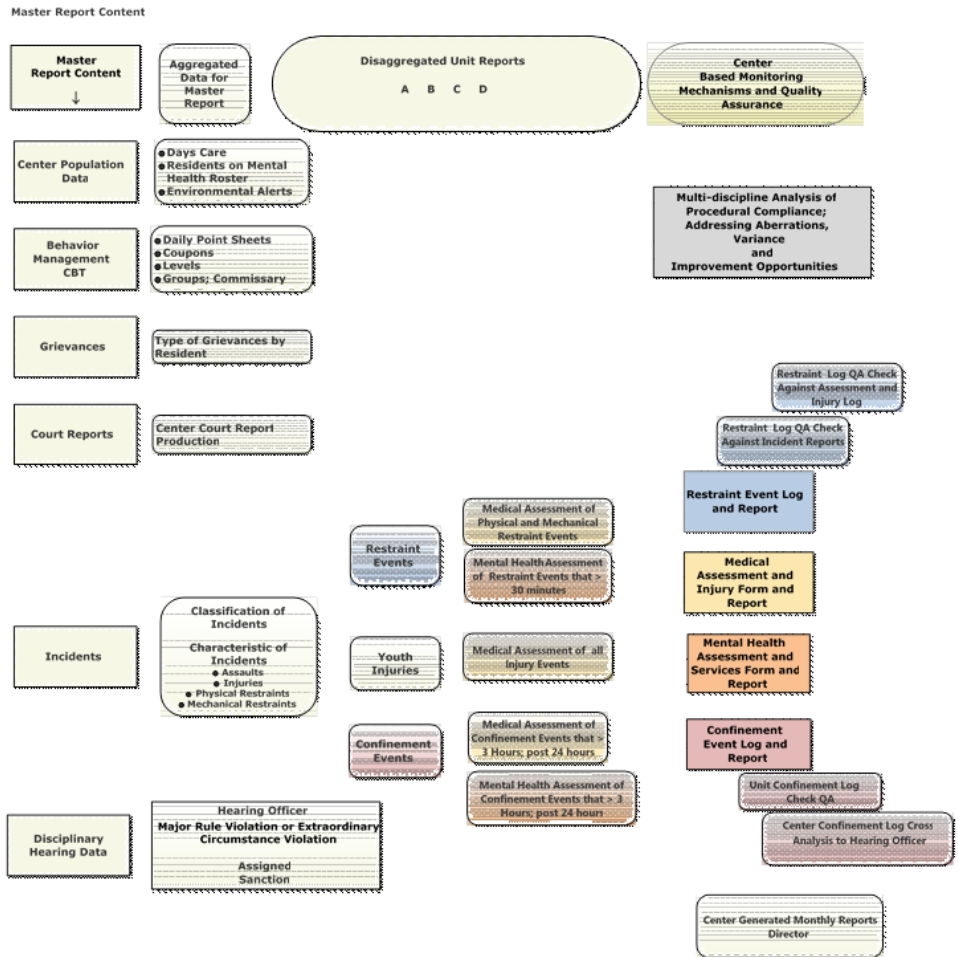 Master Report Content
Master
Report Content
↓
Aggregated
Data for
Master
Report
Disaggregated Unit Reports
A B C D
Center
Based Monitoring
Mechanisms and Quality
Assurance
Center Population
Data
● Days Care
● Residents on Mental
Health Roster
● Environmental Alerts
Multi-discipline Analysis of
Procedural Compliance;
Addressing Aberrations,
Variance
and
Improvement Opportunities
Behavior
Management
CBT
● Daily Point Sheets
● Coupons
● Levels
● Groups; Commissary
Grievances
Type of Grievances by
Resident
Restraint Log QA Check
Against Assessment and
Injury Log
Court Reports
Center Court Report
Production
Restraint Log QA Check
Against Incident Reports
Restraint Event Log
and Report
Restraint
Events
Medical Assessment of
Physical and Mechanical
Restraint Events
Mental Health Assessment
of Restraint Events that >
30 minutes
Medical
Assessment and
Injury Form and
Report
Incidents
Classification of
Incidents
Characteristic of
Incidents
● Assaults
● Injuries
● Physical Restraints
● Mechanical Restraints
Youth
Injuries
Medical Assessment of all
Injury Events
Mental Health
Assessment and
Services Form and
Report
Confinement
Events
Medical Assessment of
Confinement Events that >
3 Hours; post 24 hours
Mental Health Assessment of
Confinement Events that > 3
Hours; post 24 hours
Confinement
Event Log and
Report
Unit Confinement Log
Check QA
Center Confinement Log Cross
Analysis to Hearing Officer
Disciplinary
Hearing Data
Hearing Officer
Major Rule Violation or Extraordinary
Circumstance Violation
Assigned
Sanction
Center Generated Monthly Reports
Director